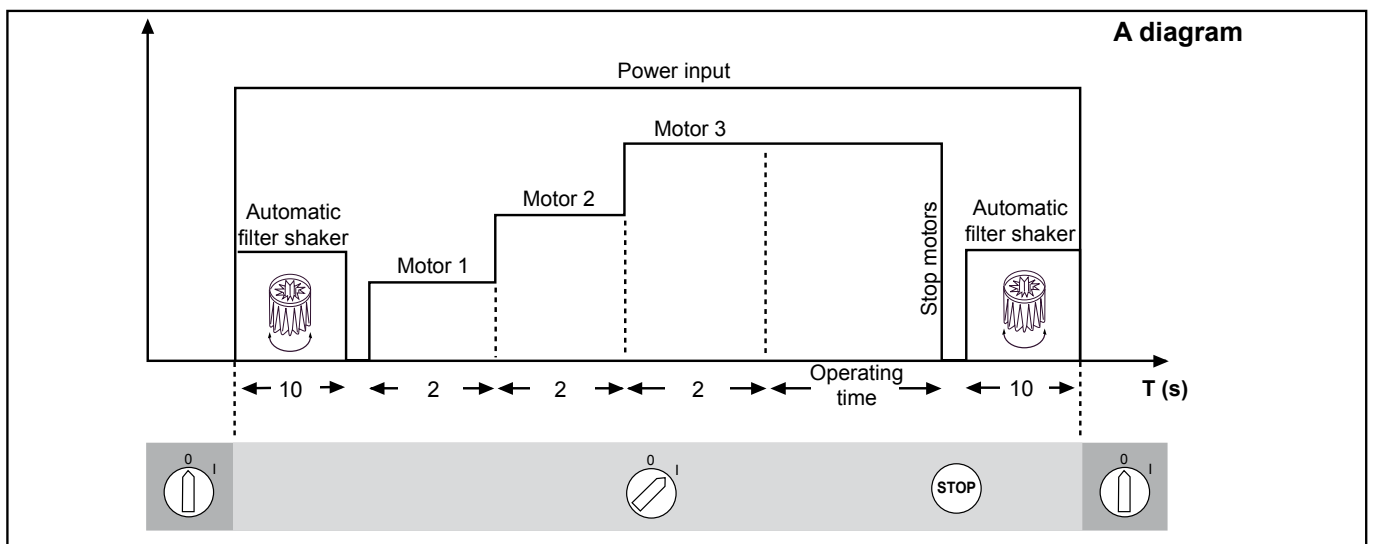 A diagram
Power input
Motor 3
Motor 2
Automatic
filter shaker
Motor 1
Stop motors
Automatic
filter shaker
10
2
2
2
Operating
time
10
T (s)
0
I
0
I
STOP
0
I